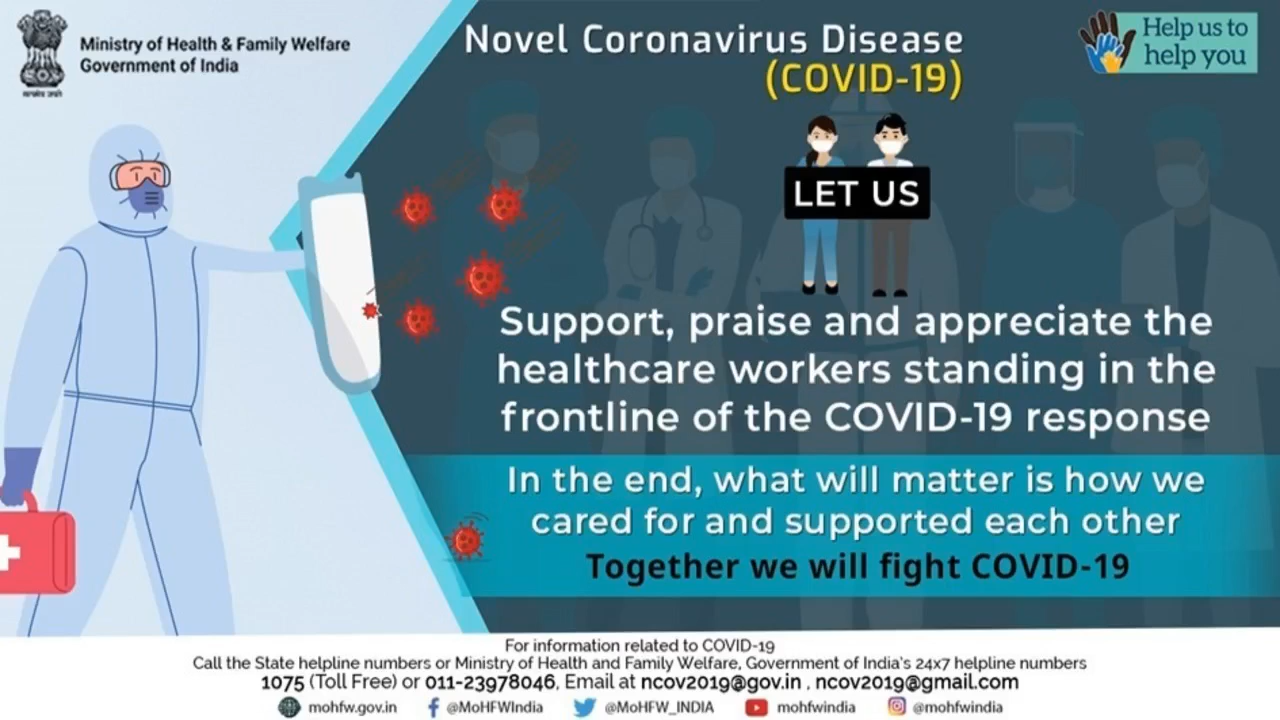 Ministry of Health & Family Welfare
Government of India
Novel Coronavirus Disease
(COVID-19)
Help us to
help you
LET US
Support, praise and appreciate the
healthcare workers standing in the
frontline of the COVID-19 response
In the end, what will matter is how we
cared for and supported each other
Together we will fight COVID-19
For information related to COVID-19
Call the State helpline numbers or Ministry of Health and Family Welfare, Government of India's 24x7 helpline numbers
1075 (Toll Free) or 011-23978046, Email at ncov2019@gov.in , ncov2019@gmail.com
mohfw.gov.in @MoHFWIndia @MoHFW_INDIA mohfwindia @mohfwindia